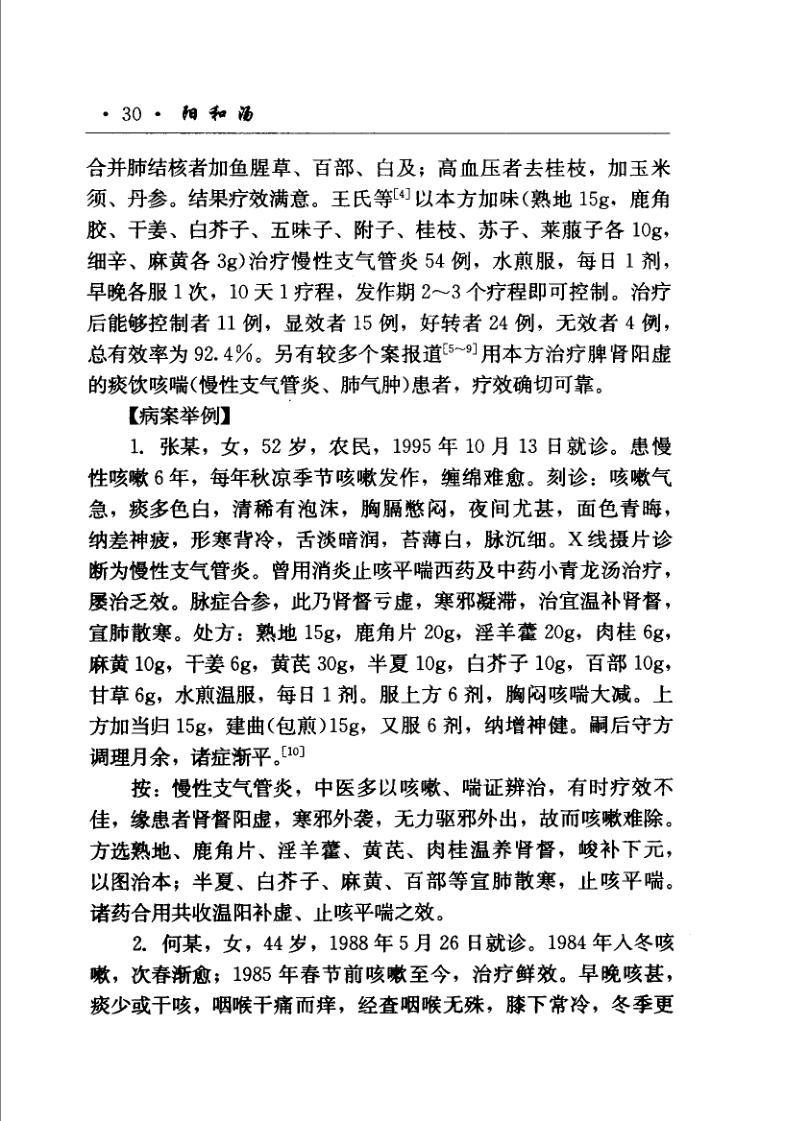 · 30 · 阳和汤
合并肺结核者加鱼腥草、百部、白及；高血压者去桂枝，加玉米
须、丹参。结果疗效满意。王氏等[4]以本方加味(熟地 15g，鹿角
胶、干姜、白芥子、五味子、附子、桂枝、苏子、莱菔子各 10g，
细辛、麻黄各 3g)治疗慢性支气管炎 54 例，水煎服，每日 1 剂，
早晚各服 1 次，10 天 1 疗程，发作期 2～3 个疗程即可控制。治疗
后能够控制者 11 例，显效者 15 例，好转者 24 例，无效者 4 例，
总有效率为 92.4%。另有较多个案报道[5~9]用本方治疗脾肾阳虚
的痰饮咳喘(慢性支气管炎、肺气肿)患者，疗效确切可靠。
【病案举例】
1. 张某，女，52 岁，农民，1995 年 10 月 13 日就诊。患慢
性咳嗽 6 年，每年秋凉季节咳嗽发作，缠绵难愈。刻诊：咳嗽气
急，痰多色白，清稀有泡沫，胸膈憋闷，夜间尤甚，面色青晦，
纳差神疲，形寒背冷，舌淡暗润，苔薄白，脉沉细。X 线摄片诊
断为慢性支气管炎。曾用消炎止咳平喘西药及中药小青龙汤治疗，
屡治乏效。脉症合参，此乃肾督亏虚，寒邪凝滞，治宜温补肾督，
宣肺散寒。处方：熟地 15g，鹿角片 20g，淫羊藿 20g，肉桂 6g，
麻黄 10g，干姜 6g，黄芪 30g，半夏 10g，白芥子 10g，百部 10g，
甘草 6g，水煎温服，每日 1 剂。服上方 6 剂，胸闷咳喘大减。上
方加当归 15g，建曲(包煎)15g，又服 6 剂，纳增神健。嗣后守方
调理月余，诸症渐平。[10]
按：慢性支气管炎，中医多以咳嗽、喘证辨治，有时疗效不
佳，缘患者肾督阳虚，寒邪外袭，无力驱邪外出，故而咳嗽难除。
方选熟地、鹿角片、淫羊藿、黄芪、肉桂温养肾督，峻补下元，
以图治本；半夏、白芥子、麻黄、百部等宣肺散寒，止咳平喘。
诸药合用共收温阳补虚、止咳平喘之效。
2. 何某，女，44 岁，1988 年 5 月 26 日就诊。1984 年入冬咳
嗽，次春渐愈；1985 年春节前咳嗽至今，治疗鲜效。早晚咳甚，
痰少或干咳，咽喉干痛而痒，经查咽喉无殊，膝下常冷，冬季更